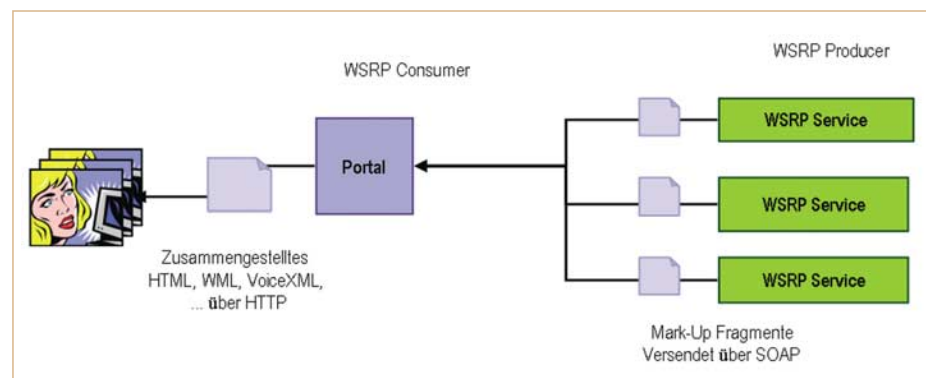 WSRP Producer
WSRP Consumer
WSRP Service
Portal
WSRP Service
Zusammengestelltes
HTML, WML, VoiceXML,
... über HTTP
WSRP Service
Mark-Up Fragmente
Versendet über SOAP